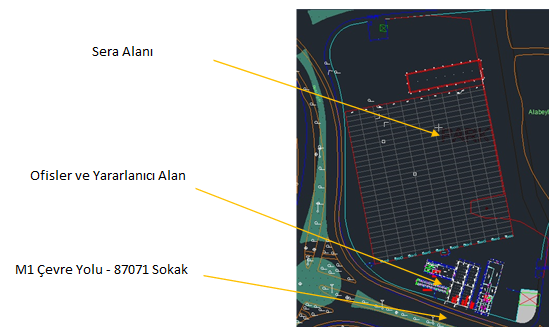 Sera Alanı
Ofisler ve Yararlanıcı Alan
M1 Çevre Yolu - 87071 Sokak